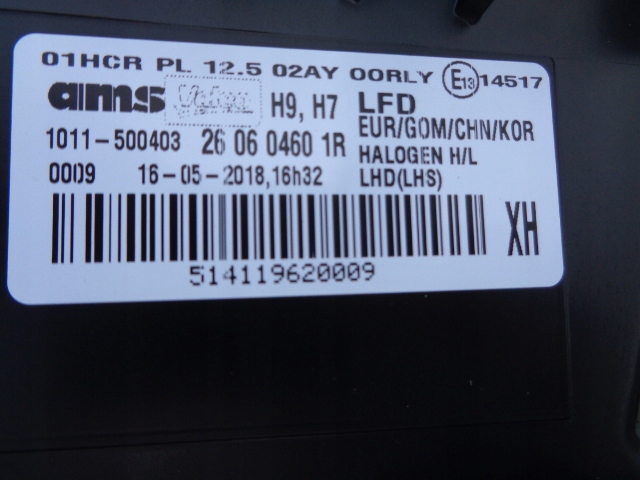 01HCR PL 12.5 02AY 00RLY E13 14517
ams Valeo H9, H7 LFD
EUR/GOM/CHN/KOR
1011-500403 26 06 0460 1R HALOGEN H/L
0009 16-05-2018,16h32 LHD(LHS)
XH
514119620009